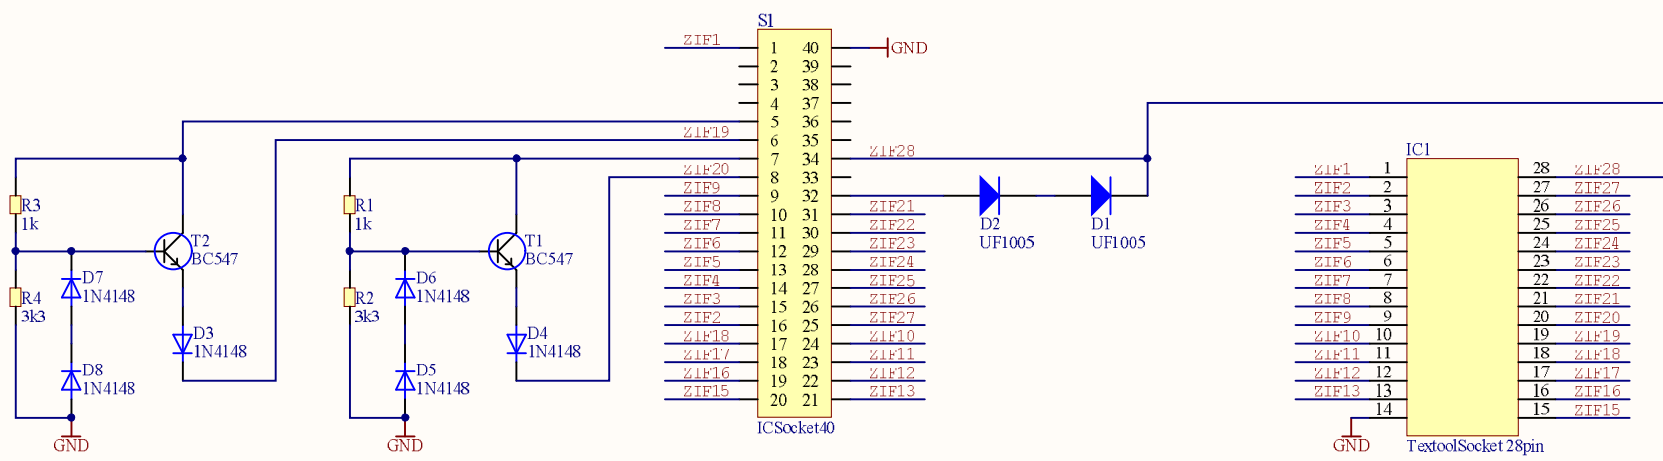 S1
ZIF1 1 40 GND
2 39
3 38
4 37
5 36
ZIF19 6 35
7 34 ZIF28
ZIF20 8 33
ZIF9 9 32
ZIF8 10 31 ZIF21
ZIF7 11 30 ZIF22
ZIF6 12 29 ZIF23
ZIF5 13 28 ZIF24
ZIF4 14 27 ZIF25
ZIF3 15 26 ZIF26
ZIF2 16 25 ZIF27
ZIF18 17 24 ZIF10
ZIF17 18 23 ZIF11
ZIF16 19 22 ZIF12
ZIF15 20 21 ZIF13
ICSocket40
R3
1k
R4
3k3
D7
1N4148
D8
1N4148
T2
BC547
D3
1N4148
GND
R1
1k
R2
3k3
D6
1N4148
D5
1N4148
T1
BC547
D4
1N4148
GND
D2
UF1005
D1
UF1005
IC1
ZIF1 1 28 ZIF28
ZIF2 2 27 ZIF27
ZIF3 3 26 ZIF26
ZIF4 4 25 ZIF25
ZIF5 5 24 ZIF24
ZIF6 6 23 ZIF23
ZIF7 7 22 ZIF22
ZIF8 8 21 ZIF21
ZIF9 9 20 ZIF20
ZIF10 10 19 ZIF19
ZIF11 11 18 ZIF18
ZIF12 12 17 ZIF17
ZIF13 13 16 ZIF16
14 15 ZIF15
GND
TextoolSocket 28pin